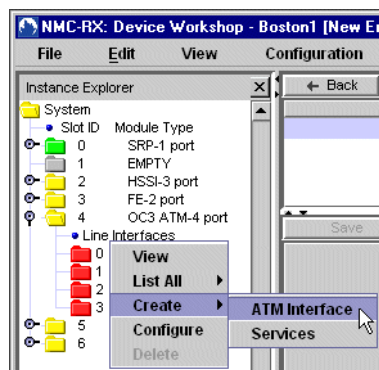 NMC-RX: Device Workshop - Boston1 [New En
File Edit View Configuration
Instance Explorer
← Back
System
Slot ID Module Type
0 SRP-1 port
1 EMPTY
2 HSSI-3 port
3 FE-2 port
4 OC3 ATM-4 port
Save
Line Interfaces
0
1
2
3
View
List All
Create
Configure
Delete
ATM Interface
Services
5
6